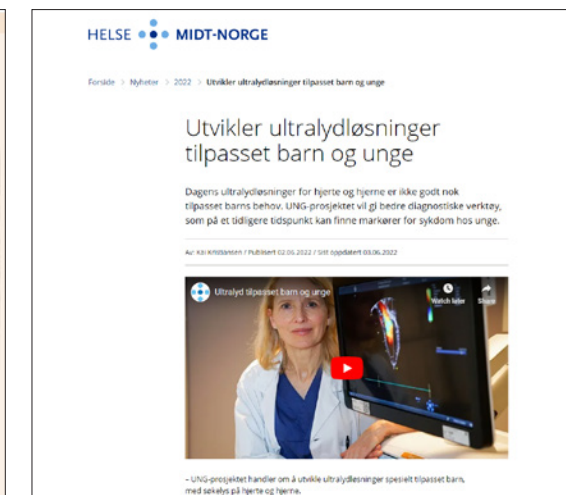 HELSE MIDT-NORGE
Forside > Nyheter > 2022 > Utvikler ultralydløsninger tilpasset barn og unge
Utvikler ultralydløsninger
tilpasset barn og unge
Dagens ultralydløsninger for hjerte og hjerne er ikke godt nok
tilpasset barns behov. UNG-prosjektet vil gi bedre diagnostiske verktøy,
som på et tidligere tidspunkt kan finne markører for sykdom hos unge.
Av: Kai Kristiansen / Publisert 02.06.2022 / Sist oppdatert 03.06.2022
Ultralyd tilpasset barn og unge
Watch later
Share
– UNG-prosjektet handler om å utvikle ultralydløsninger spesielt tilpasset barn,
med søkelys på hjerte og hjerne.